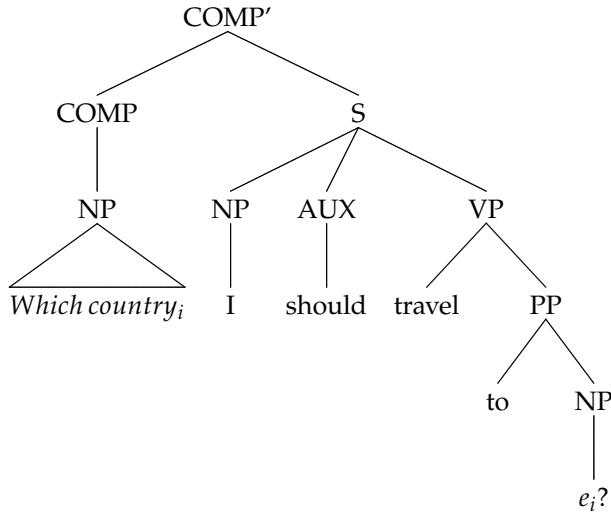 COMP'
COMP S
NP NP AUX VP
Which country_i I should travel PP
to NP
e_i?